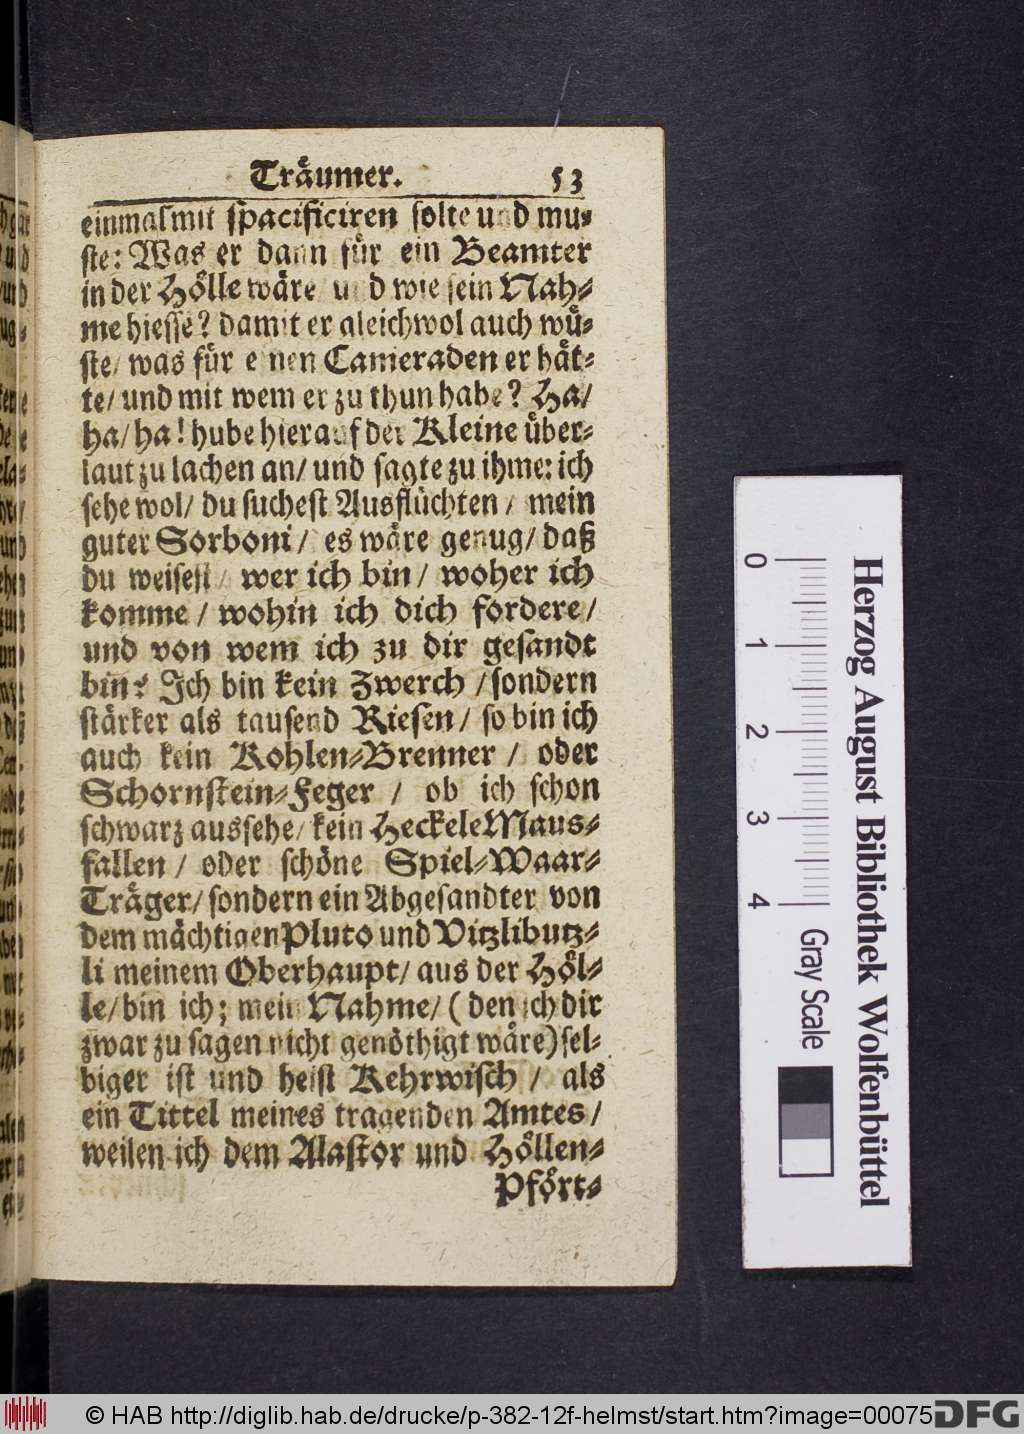 Träumer. 53
einmal mit spacificiren solte und mu-
ste: Was er dann für ein Beamter
in der Hölle wäre / und wie sein Nah-
me hiesse? damit er gleichwol auch wü-
ste / was für einen Cameraden er hät-
te / und mit wem er zu thun habe? Ha /
ha / ha! hube hierauf der Kleine über-
laut zu lachen an / und sagte zu ihme: ich
sehe wol / du suchest Ausflüchten / mein
guter Sorboni / es wäre genug / daß
du weisest / wer ich bin / woher ich
komme / wohin ich dich fordere /
und von wem ich zu dir gesandt
bin? Ich bin kein Zwerch / sondern
stärker als tausend Riesen / so bin ich
auch kein Kohlen-Brenner / oder
Schornstein-Feger / ob ich schon
schwarz aussehe / kein Heckele Maus-
fallen / oder schöne Spiel-Waar-
Träger / sondern ein Abgesandter von
dem mächtigen Pluto und Vitzlibutz-
li meinem Oberhaupt / aus der Höl-
le / bin ich; mein Nahme / (den ich dir
zwar zu sagen nicht genöthigt wäre) sel-
biger ist und heist Kehrwisch / als
ein Tittel meines tragenden Amtes /
weilen ich dem Alastor und Höllen-
Pfört-
Herzog August Bibliothek Wolfenbüttel
0 1 2 3 4 Gray Scale
© HAB http://diglib.hab.de/drucke/p-382-12f-helmst/start.htm?image=00075
DFG